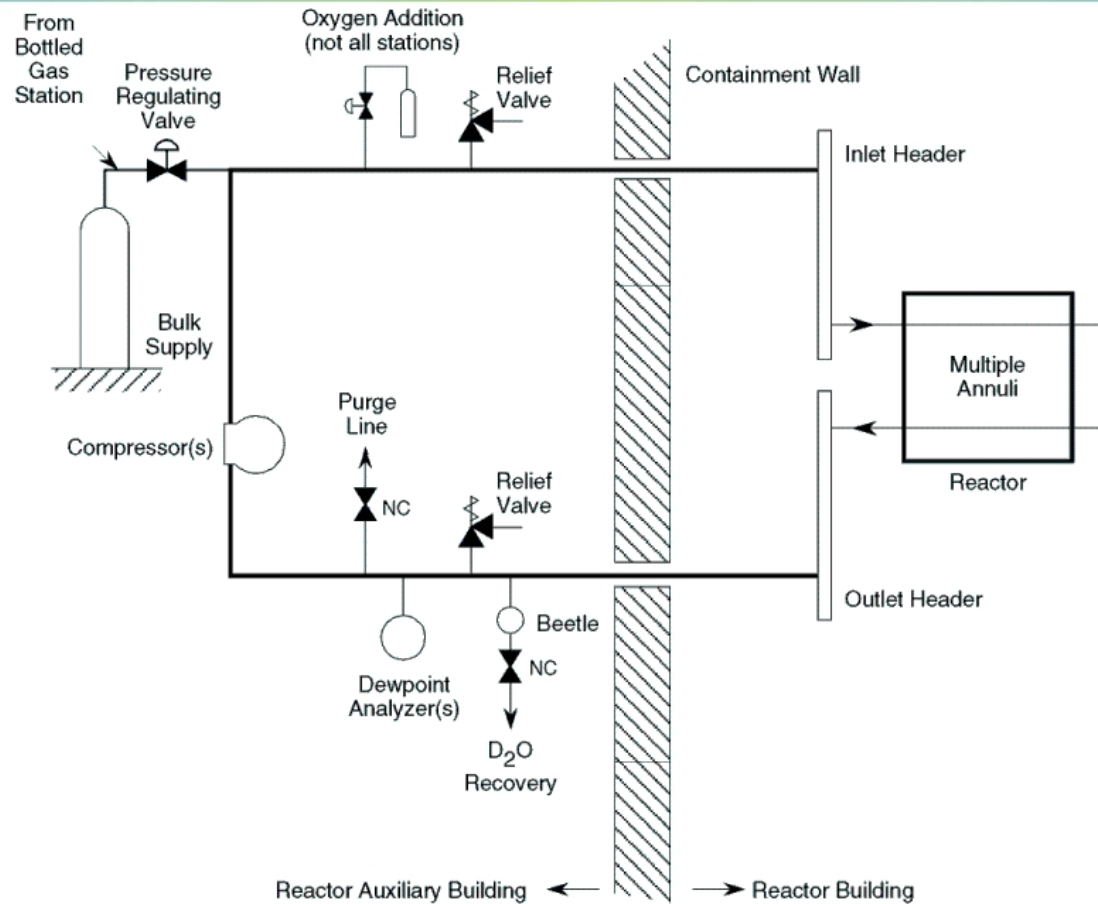 From
Bottled
Gas
Station
Pressure
Regulating
Valve
Oxygen Addition
(not all stations)
Relief
Valve
Containment Wall
Inlet Header
Bulk
Supply
Multiple
Annuli
Purge
Line
Compressor(s)
NC
Relief
Valve
Reactor
Outlet Header
Beetle
NC
Dewpoint
Analyzer(s)
D₂O
Recovery
Reactor Auxiliary Building
Reactor Building